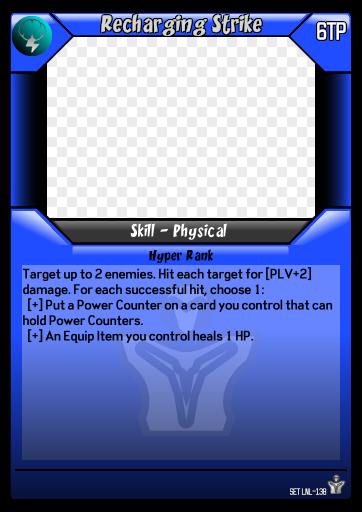 Recharging Strike
6TP
Skill - Physical
Hyper Rank
Target up to 2 enemies. Hit each target for [PLV+2]
damage. For each successful hit, choose 1:
[+] Put a Power Counter on a card you control that can
hold Power Counters.
[+] An Equip Item you control heals 1 HP.
SET LNL-138